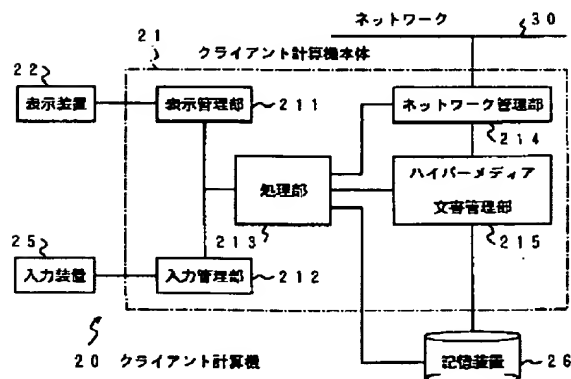 ネットワーク
30
21
クライアント計算機本体
22
表示装置
表示管理部
211
ネットワーク管理部
214
処理部
213
ハイパーメディア
文書管理部
215
25
入力装置
入力管理部
212
20 クライアント計算機
記憶装置
26